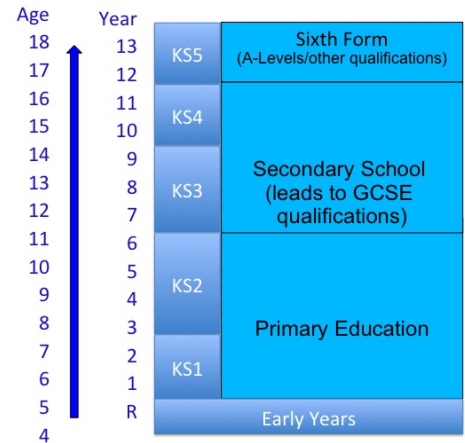 Age
18
17
16
15
14
13
12
11
10
9
8
7
6
5
4
Year
13
12
11
10
9
8
7
6
5
4
3
2
1
R
KS5
KS4
KS3
KS2
KS1
Sixth Form
(A-Levels/other qualifications)
Secondary School
(leads to GCSE
qualifications)
Primary Education
Early Years